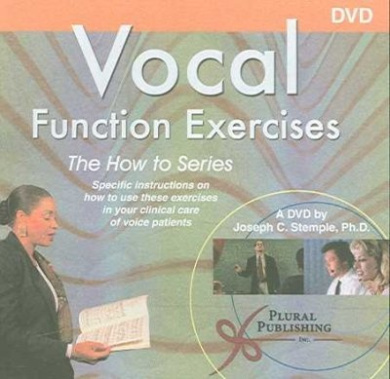 DVD
Vocal
Function Exercises
The How to Series
Specific instructions on
how to use these exercises
in your clinical care
of voice patients
A DVD by
Joseph C. Stemple, Ph.D.
PLURAL
PUBLISHING
INC.